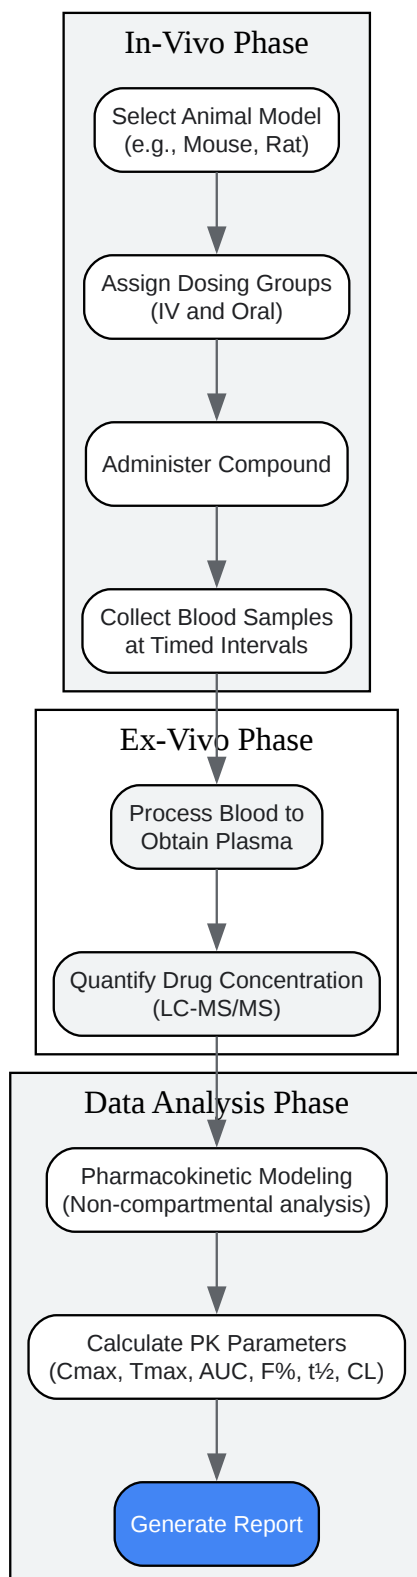 In-Vivo Phase
Select Animal Model
(e.g., Mouse, Rat)
Assign Dosing Groups
(IV and Oral)
Administer Compound
Collect Blood Samples
at Timed Intervals
Ex-Vivo Phase
Process Blood to
Obtain Plasma
Quantify Drug Concentration
(LC-MS/MS)
Data Analysis Phase
Pharmacokinetic Modeling
(Non-compartmental analysis)
Calculate PK Parameters
(Cmax, Tmax, AUC, F%, t½, CL)
Generate Report